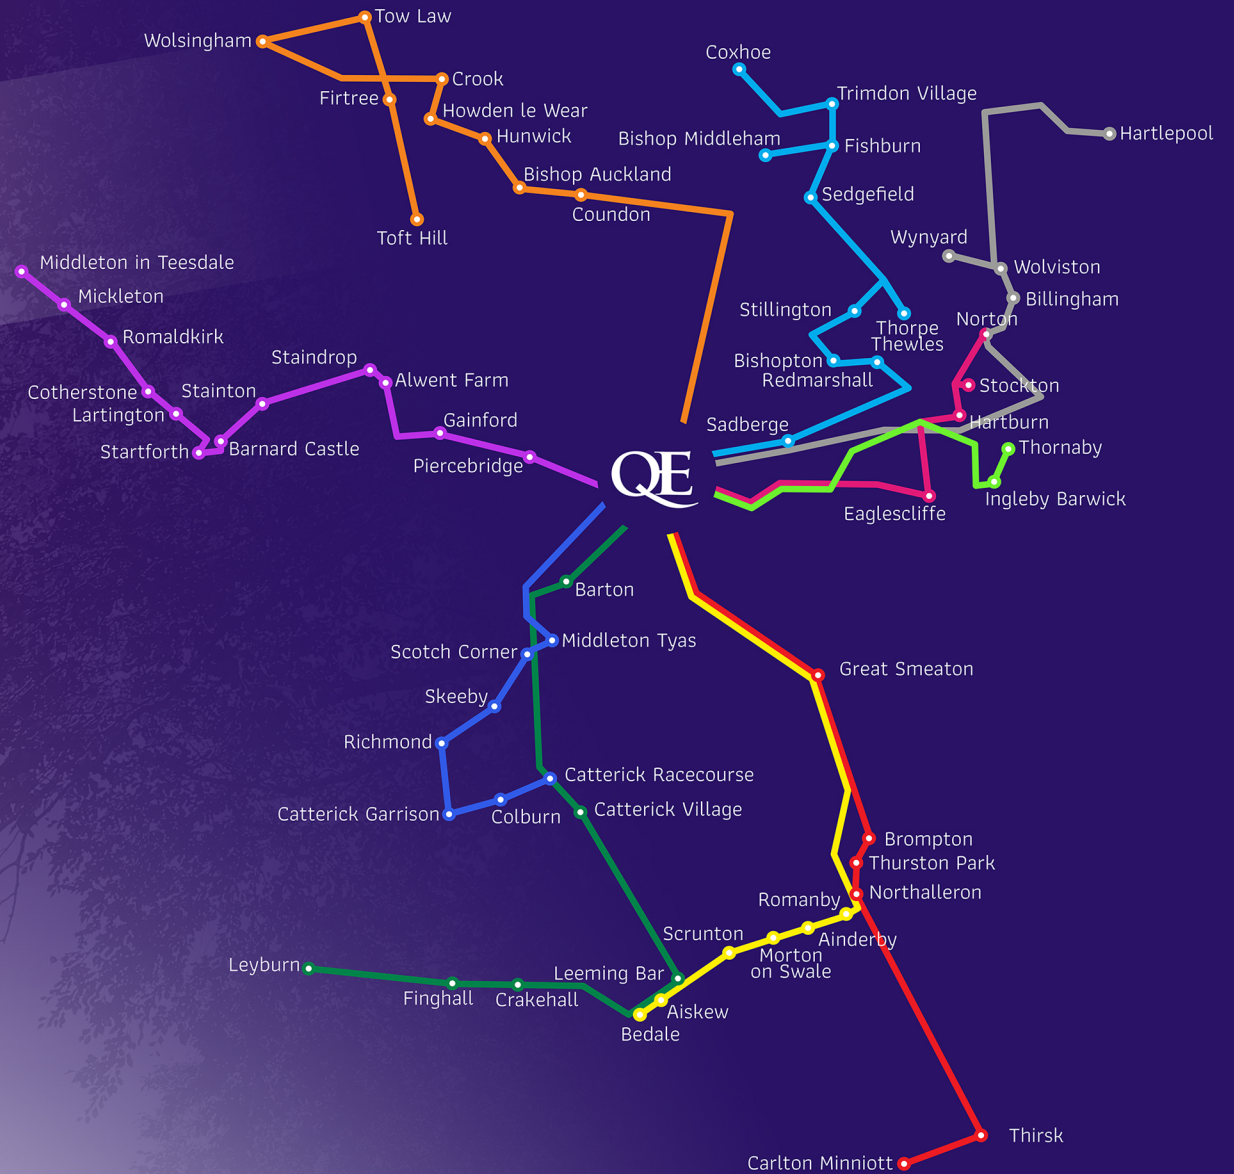 Tow Law
Wolsingham
Coxhoe
Crook
Trimdon Village
Firtree
Howden le Wear
Hunwick
Hartlepool
Bishop Middleham
Fishburn
Bishop Auckland
Sedgefield
Coundon
Toft Hill
Wynyard
Middleton in Teesdale
Wolviston
Mickleton
Billingham
Stillington
Norton
Thorpe
Thewles
Romaldkirk
Staindrop
Bishopton
Alwent Farm
Redmarshall
Stockton
Cotherstone
Stainton
Lartington
Gainford
Sadberge
Hartburn
Startforth
Barnard Castle
Thornaby
Piercebridge
QE
Ingleby Barwick
Eaglescliffe
Barton
Middleton Tyas
Scotch Corner
Great Smeaton
Skeeby
Richmond
Catterick Racecourse
Catterick Garrison
Colburn
Catterick Village
Brompton
Thurston Park
Northalleron
Romanby
Scrunton
Ainderby
Morton
on Swale
Leyburn
Leeming Bar
Finghall
Crakehall
Aiskew
Bedale
Thirsk
Carlton Minniott